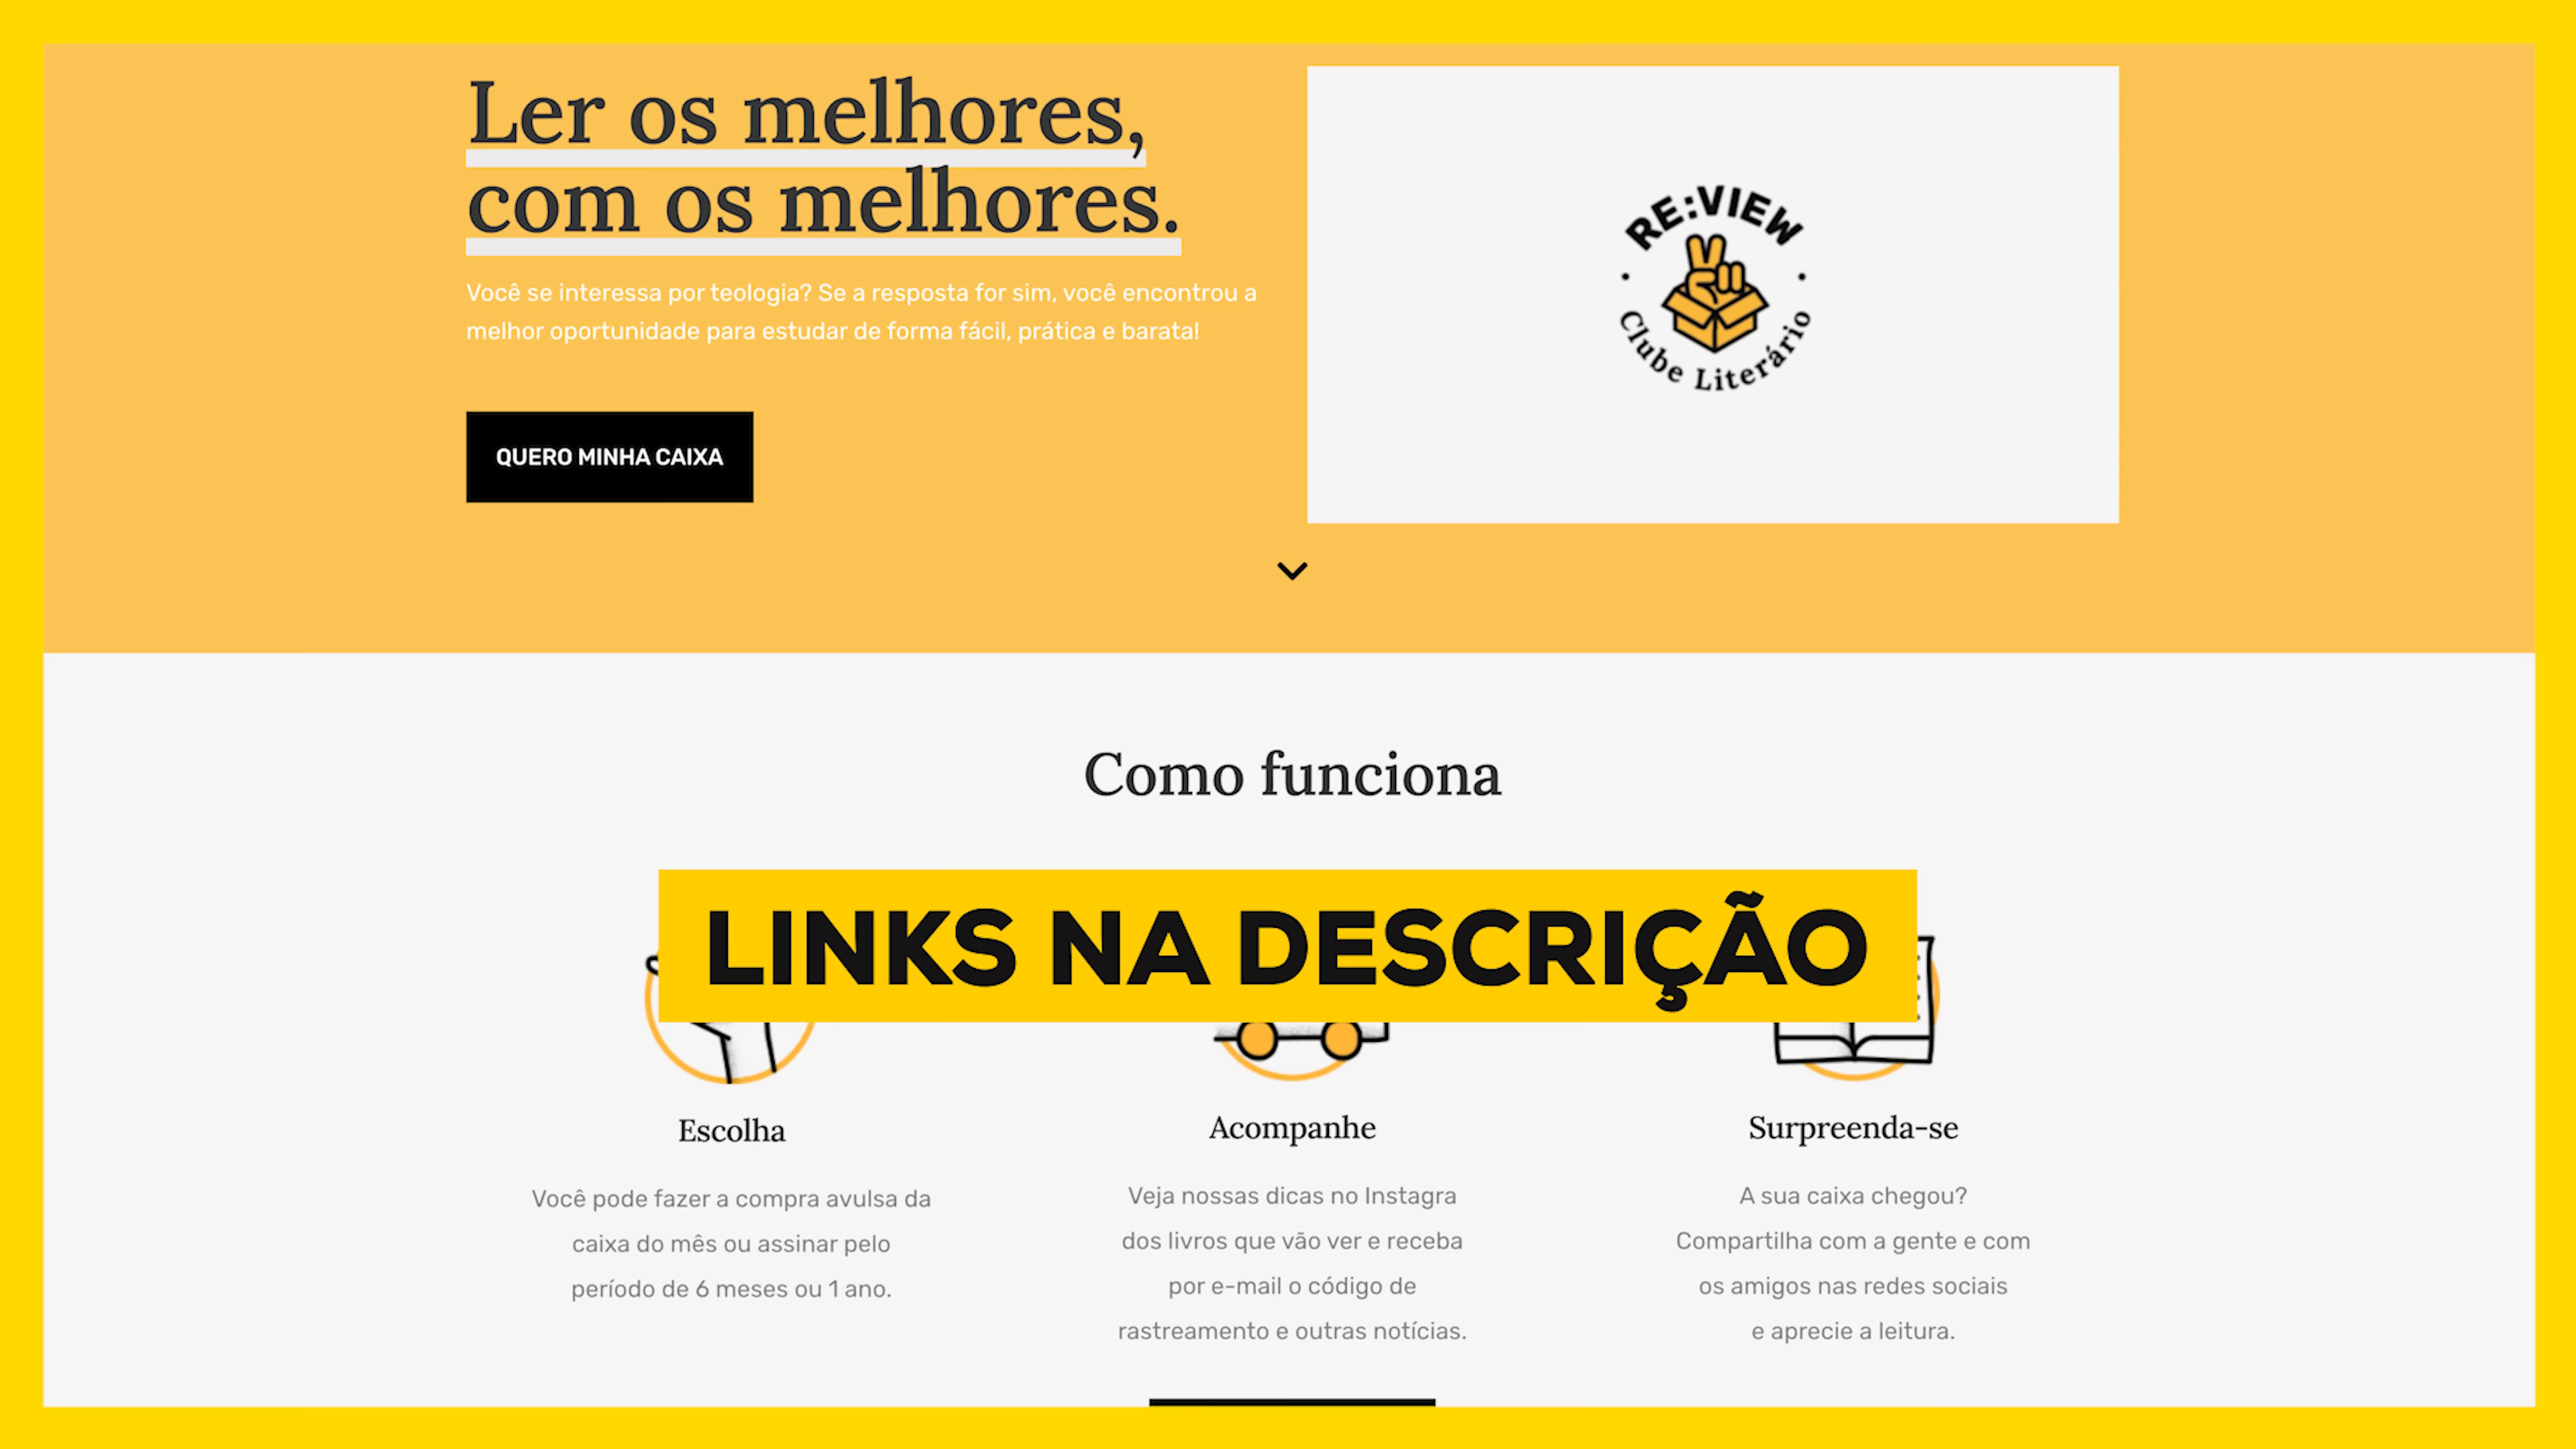 Ler os melhores,
com os melhores.
Você se interessa por teologia? Se a resposta for sim, você encontrou a
melhor oportunidade para estudar de forma fácil, prática e barata!
QUERO MINHA CAIXA
RE:VIEW
Clube Literário
Como funciona
LINKS NA DESCRIÇÃO
Escolha
Você pode fazer a compra avulsa da
caixa do mês ou assinar pelo
período de 6 meses ou 1 ano.
Acompanhe
Veja nossas dicas no Instagra
dos livros que vão ver e receba
por e-mail o código de
rastreamento e outras notícias.
Surpreenda-se
A sua caixa chegou?
Compartilha com a gente e com
os amigos nas redes sociais
e aprecie a leitura.